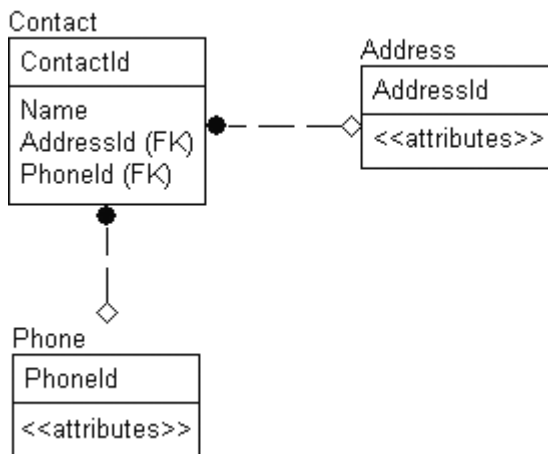 Contact
ContactId
Name
AddressId (FK)
PhoneId (FK)
Address
AddressId
<<attributes>>
Phone
PhoneId
<<attributes>>